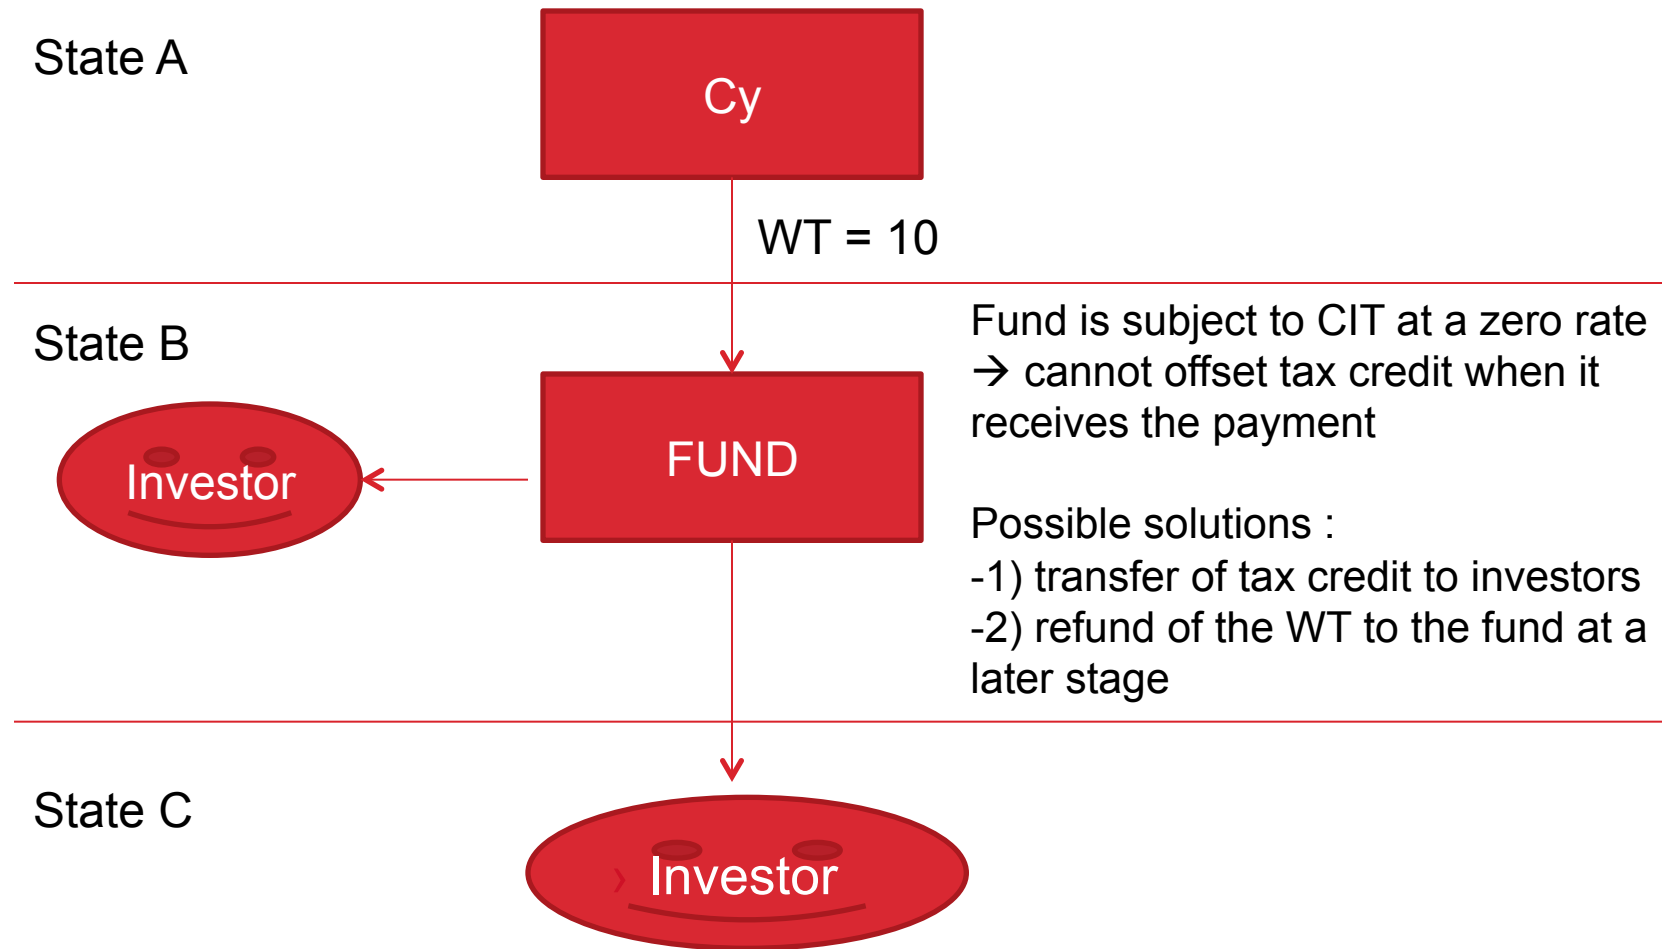 State A
Cy
WT = 10
State B
Fund is subject to CIT at a zero rate
→ cannot offset tax credit when it
receives the payment
Investor
FUND
Possible solutions :
-1) transfer of tax credit to investors
-2) refund of the WT to the fund at a
later stage
State C
› Investor